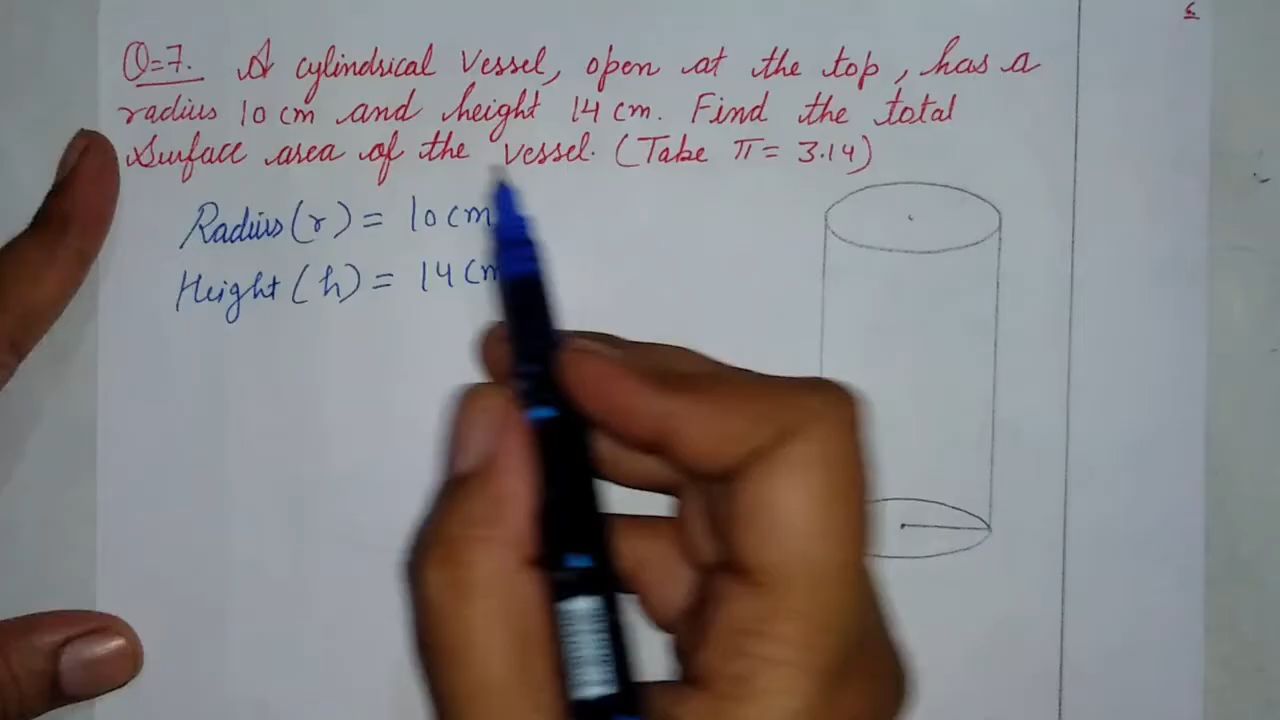 6
Q=7. A cylindrical vessel, open at the top, has a
radius 10 cm and height 14 cm. Find the total
Surface area of the vessel. (Take π = 3.14)
Radius(r) = 10 cm
Height (h) = 14 cm